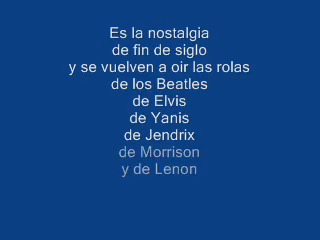 Es la nostalgia
de fin de siglo
y se vuelven a oir las rolas
de los Beatles
de Elvis
de Yanis
de Jendrix
de Morrison
y de Lenon